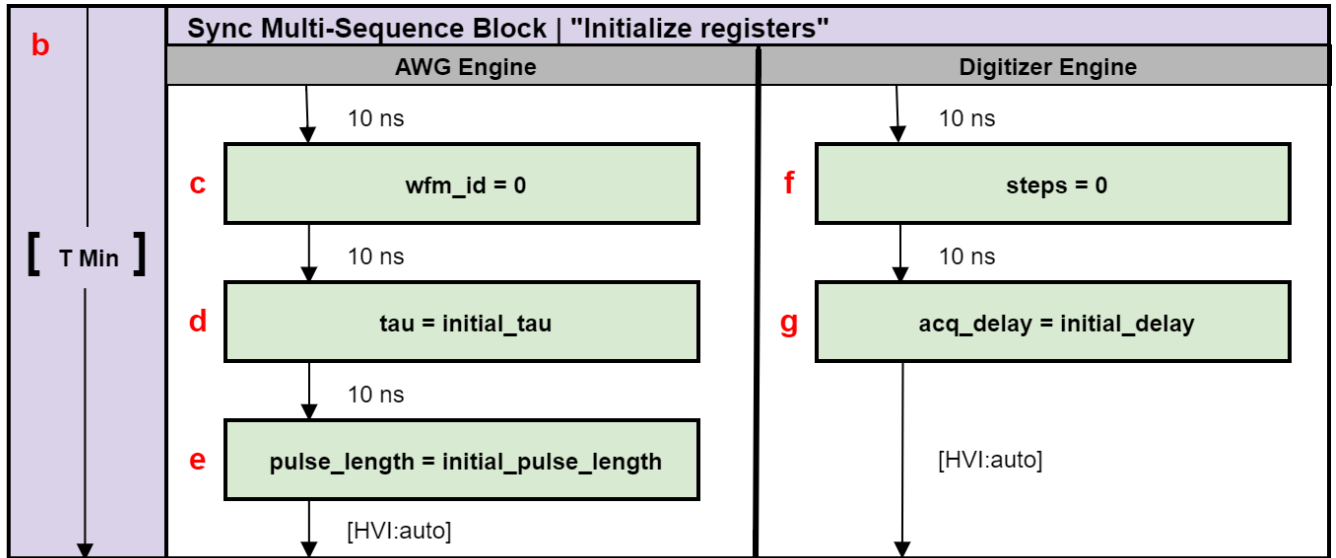 b
Sync Multi-Sequence Block | "Initialize registers"
AWG Engine
Digitizer Engine
10 ns
10 ns
c
wfm_id = 0
f
steps = 0
10 ns
10 ns
[ T Min ]
d
tau = initial_tau
g
acq_delay = initial_delay
10 ns
e
pulse_length = initial_pulse_length
[HVI:auto]
[HVI:auto]